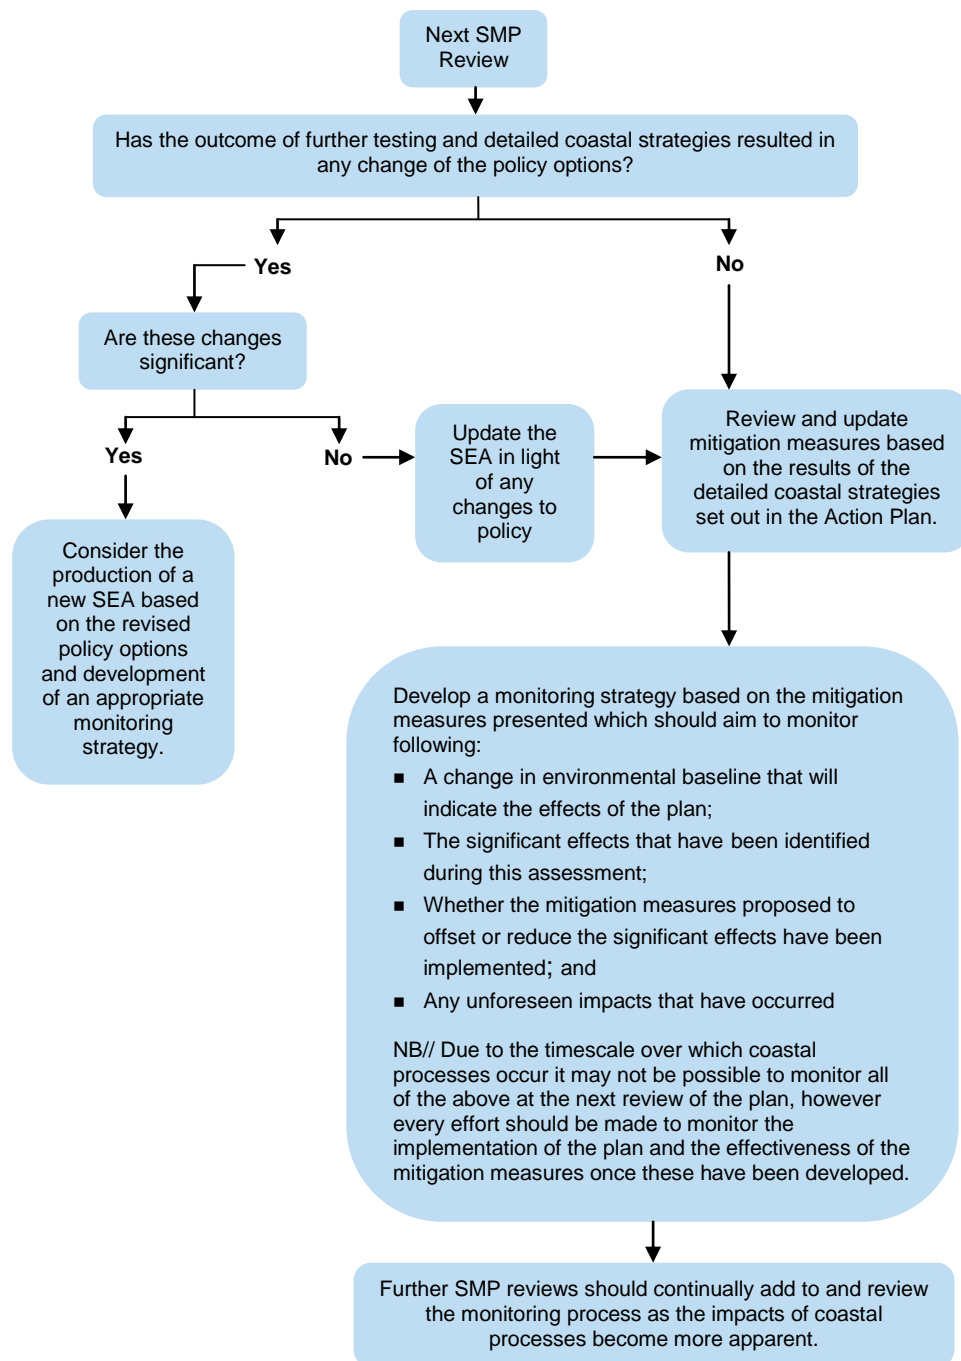 Next SMP
Review
Has the outcome of further testing and detailed coastal strategies resulted in
any change of the policy options?
Yes
No
Are these changes
significant?
Yes
No
Update the
SEA in light
of any
changes to
policy
Review and update
mitigation measures based
on the results of the
detailed coastal strategies
set out in the Action Plan.
Consider the
production of a
new SEA based
on the revised
policy options
and development
of an appropriate
monitoring
strategy.
Develop a monitoring strategy based on the mitigation
measures presented which should aim to monitor
following:
■ A change in environmental baseline that will
indicate the effects of the plan;
■ The significant effects that have been identified
during this assessment;
■ Whether the mitigation measures proposed to
offset or reduce the significant effects have been
implemented; and
■ Any unforeseen impacts that have occurred
NB// Due to the timescale over which coastal
processes occur it may not be possible to monitor all
of the above at the next review of the plan, however
every effort should be made to monitor the
implementation of the plan and the effectiveness of the
mitigation measures once these have been developed.
Further SMP reviews should continually add to and review
the monitoring process as the impacts of coastal
processes become more apparent.